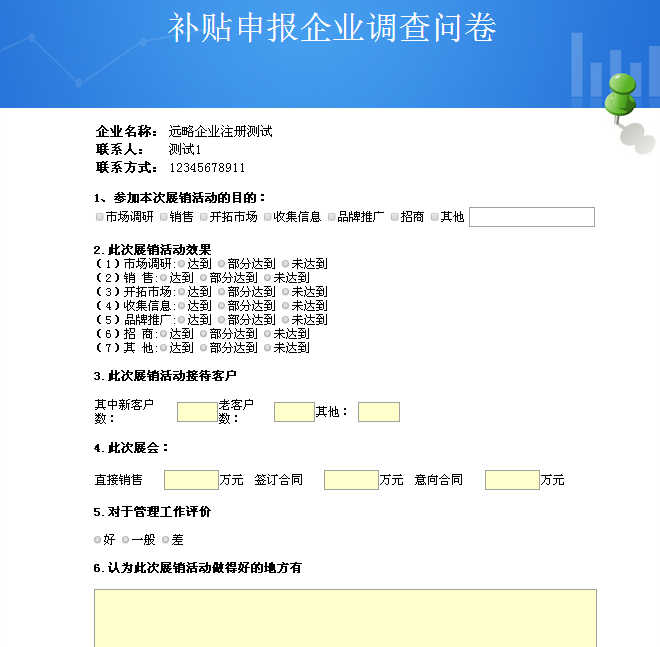 补贴申报企业调查问卷
企业名称： 远略企业注册测试
联系人： 测试1
联系方式： 12345678911
1、参加本次展销活动的目的：
市场调研 销售 开拓市场 收集信息 品牌推广 招商 其他
2.此次展销活动效果
（1）市场调研:达到 部分达到 未达到
（2）销 售:达到 部分达到 未达到
（3）开拓市场:达到 部分达到 未达到
（4）收集信息:达到 部分达到 未达到
（5）品牌推广:达到 部分达到 未达到
（6）招 商:达到 部分达到 未达到
（7）其 他:达到 部分达到 未达到
3.此次展销活动接待客户
其中新客户数： 老客户数： 其他：
4.此次展会：
直接销售 万元 签订合同 万元 意向合同 万元
5.对于管理工作评价
好 一般 差
6.认为此次展销活动做得好的地方有